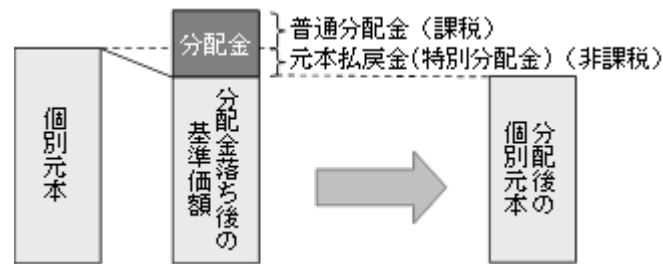 普通分配金（課税）
分配金
元本払戻金(特別分配金)（非課税）
個別元本
分配金落ち後の
基準価額
分配後の
個別元本